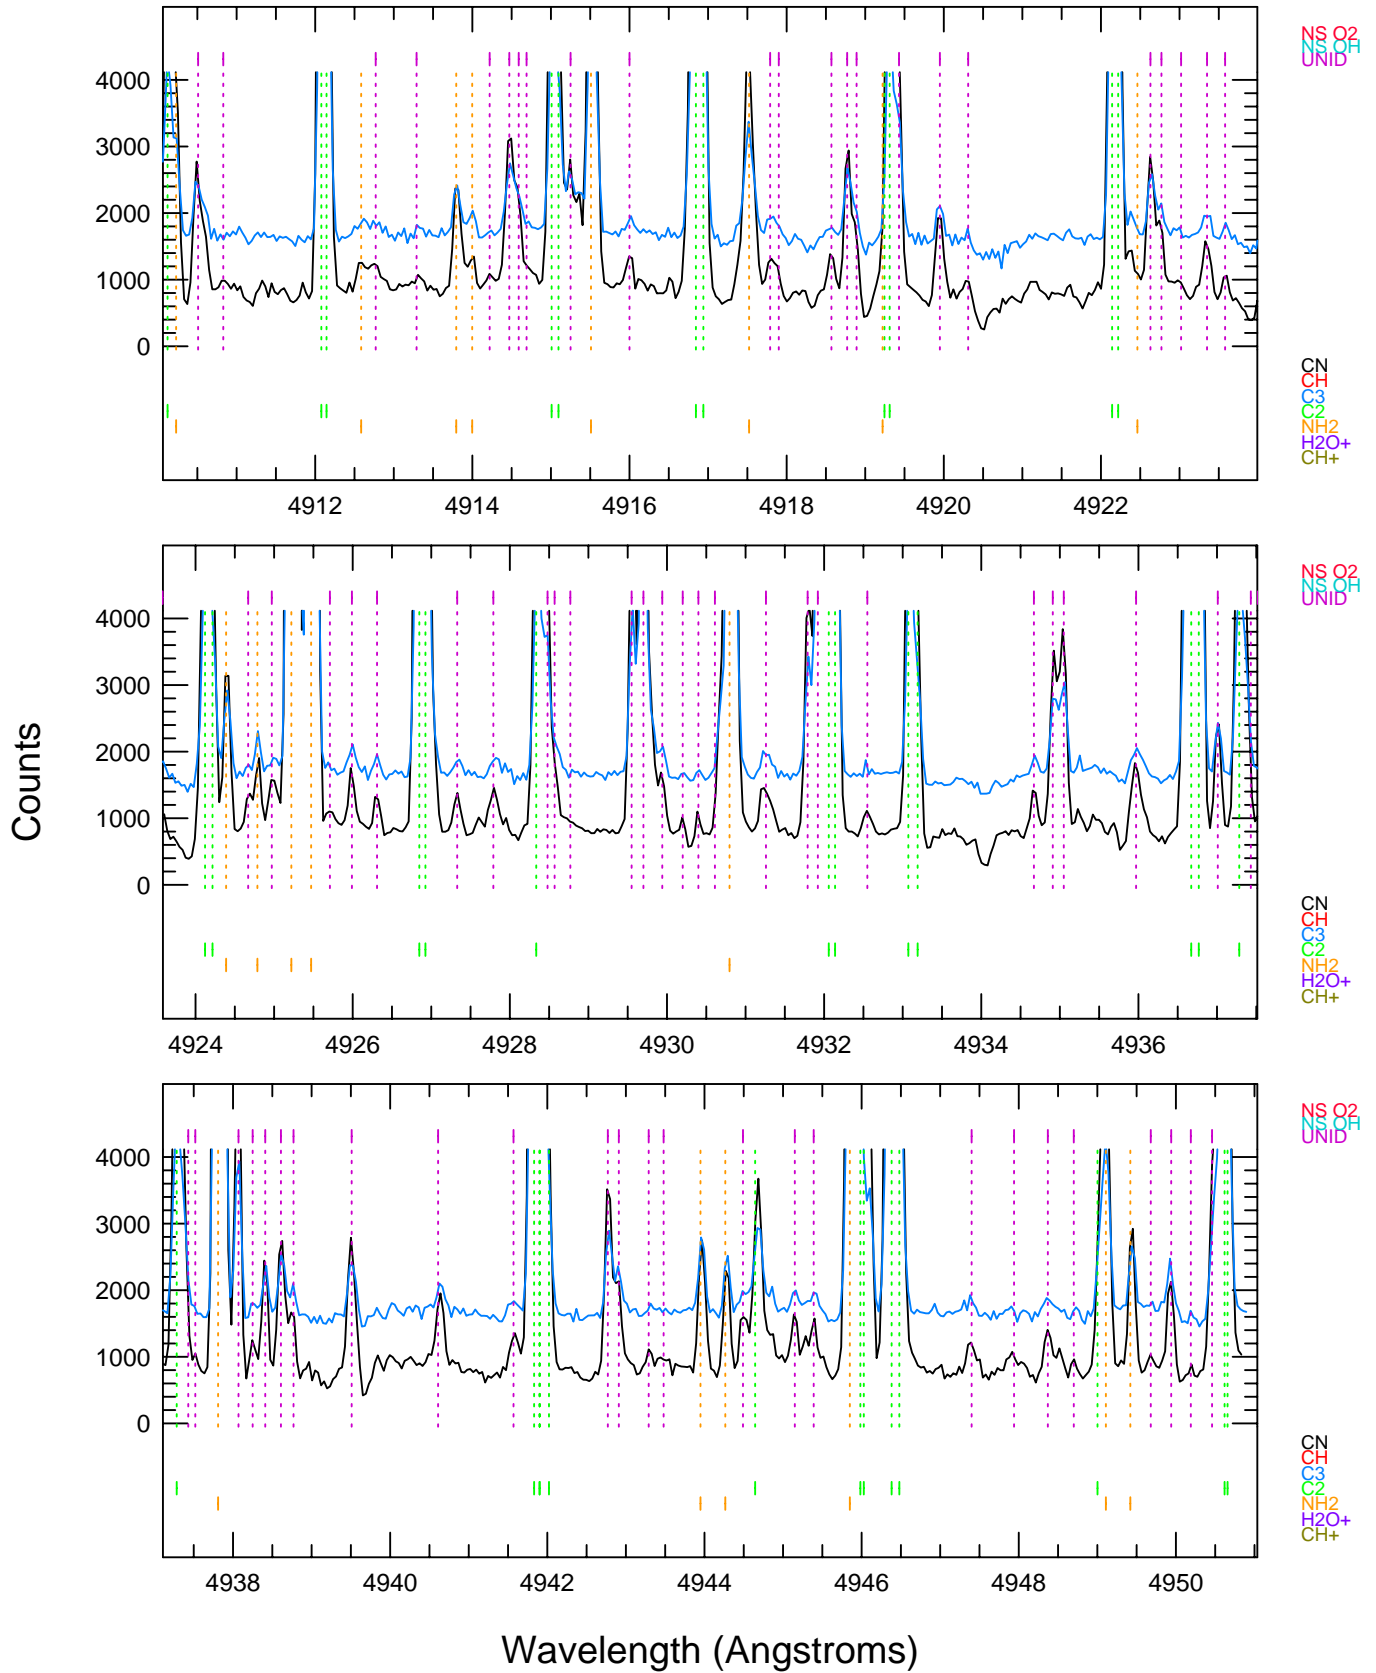 NS O2
NS OH
UNID
4000
3000
2000
1000
0
CN
CH
C3
C2
NH2
H2O+
CH+
4912 4914 4916 4918 4920 4922
NS O2
NS OH
UNID
4000
3000
2000
1000
0
Counts
CN
CH
C3
C2
NH2
H2O+
CH+
4924 4926 4928 4930 4932 4934 4936
NS O2
NS OH
UNID
4000
3000
2000
1000
0
CN
CH
C3
C2
NH2
H2O+
CH+
4938 4940 4942 4944 4946 4948 4950
Wavelength (Angstroms)